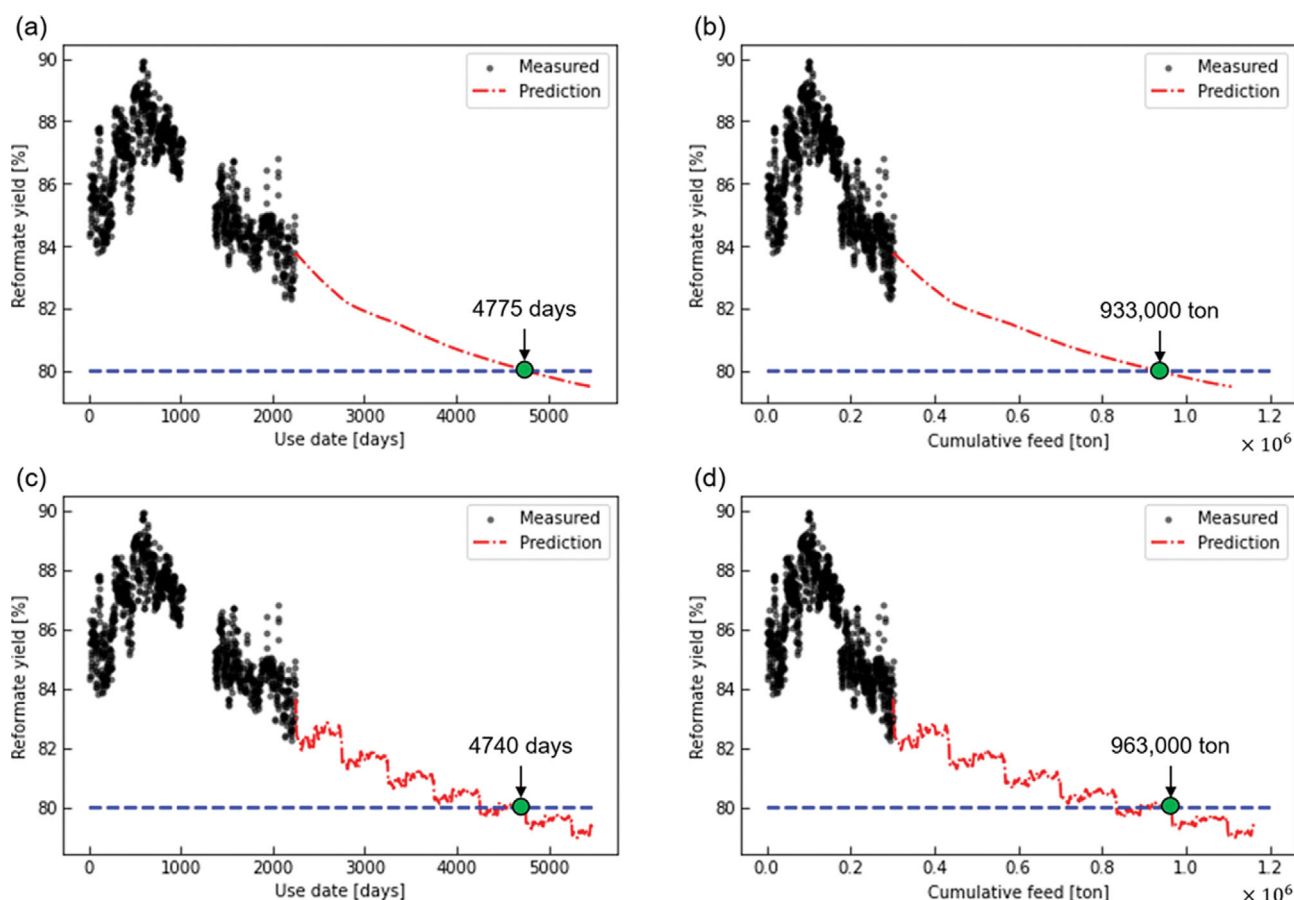 (a)
90
88
86
84
82
80
Reformate yield [%]
Measured
Prediction
4775 days
0 1000 2000 3000 4000 5000
Use date [days]
(b)
90
88
86
84
82
80
Reformate yield [%]
Measured
Prediction
933,000 ton
0.0 0.2 0.4 0.6 0.8 1.0 1.2
Cumulative feed [ton]
× 10⁶
(c)
90
88
86
84
82
80
Reformate yield [%]
Measured
Prediction
4740 days
0 1000 2000 3000 4000 5000
Use date [days]
(d)
90
88
86
84
82
80
Reformate yield [%]
Measured
Prediction
963,000 ton
0.0 0.2 0.4 0.6 0.8 1.0 1.2
Cumulative feed [ton]
× 10⁶